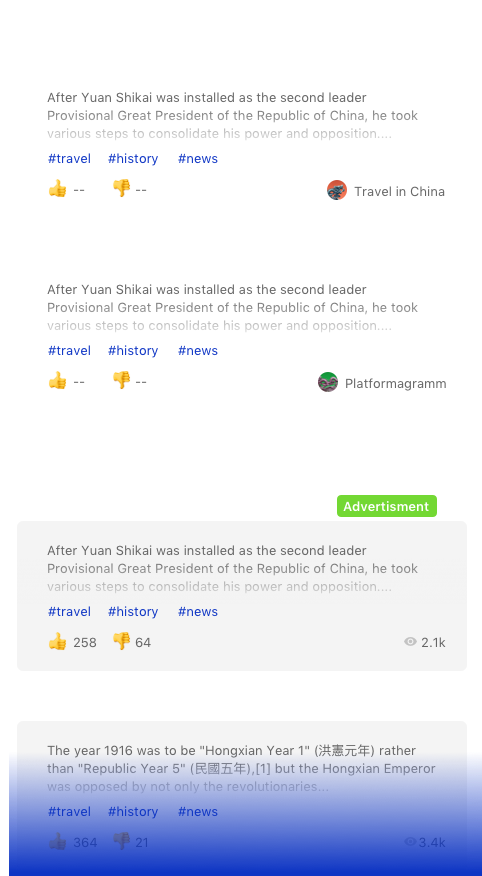 After Yuan Shikai was installed as the second leader
Provisional Great President of the Republic of China, he took
various steps to consolidate his power and opposition....
#travel #history #news
👍 -- 👎 -- Travel in China
After Yuan Shikai was installed as the second leader
Provisional Great President of the Republic of China, he took
various steps to consolidate his power and opposition....
#travel #history #news
👍 -- 👎 -- Platformagramm
Advertisment
After Yuan Shikai was installed as the second leader
Provisional Great President of the Republic of China, he took
various steps to consolidate his power and opposition....
#travel #history #news
👍 258 👎 64 2.1k
The year 1916 was to be "Hongxian Year 1" (洪憲元年) rather
than "Republic Year 5" (民國五年),[1] but the Hongxian Emperor
was opposed by not only the revolutionaries...
#travel #history #news
👍 364 👎 21 3.4k